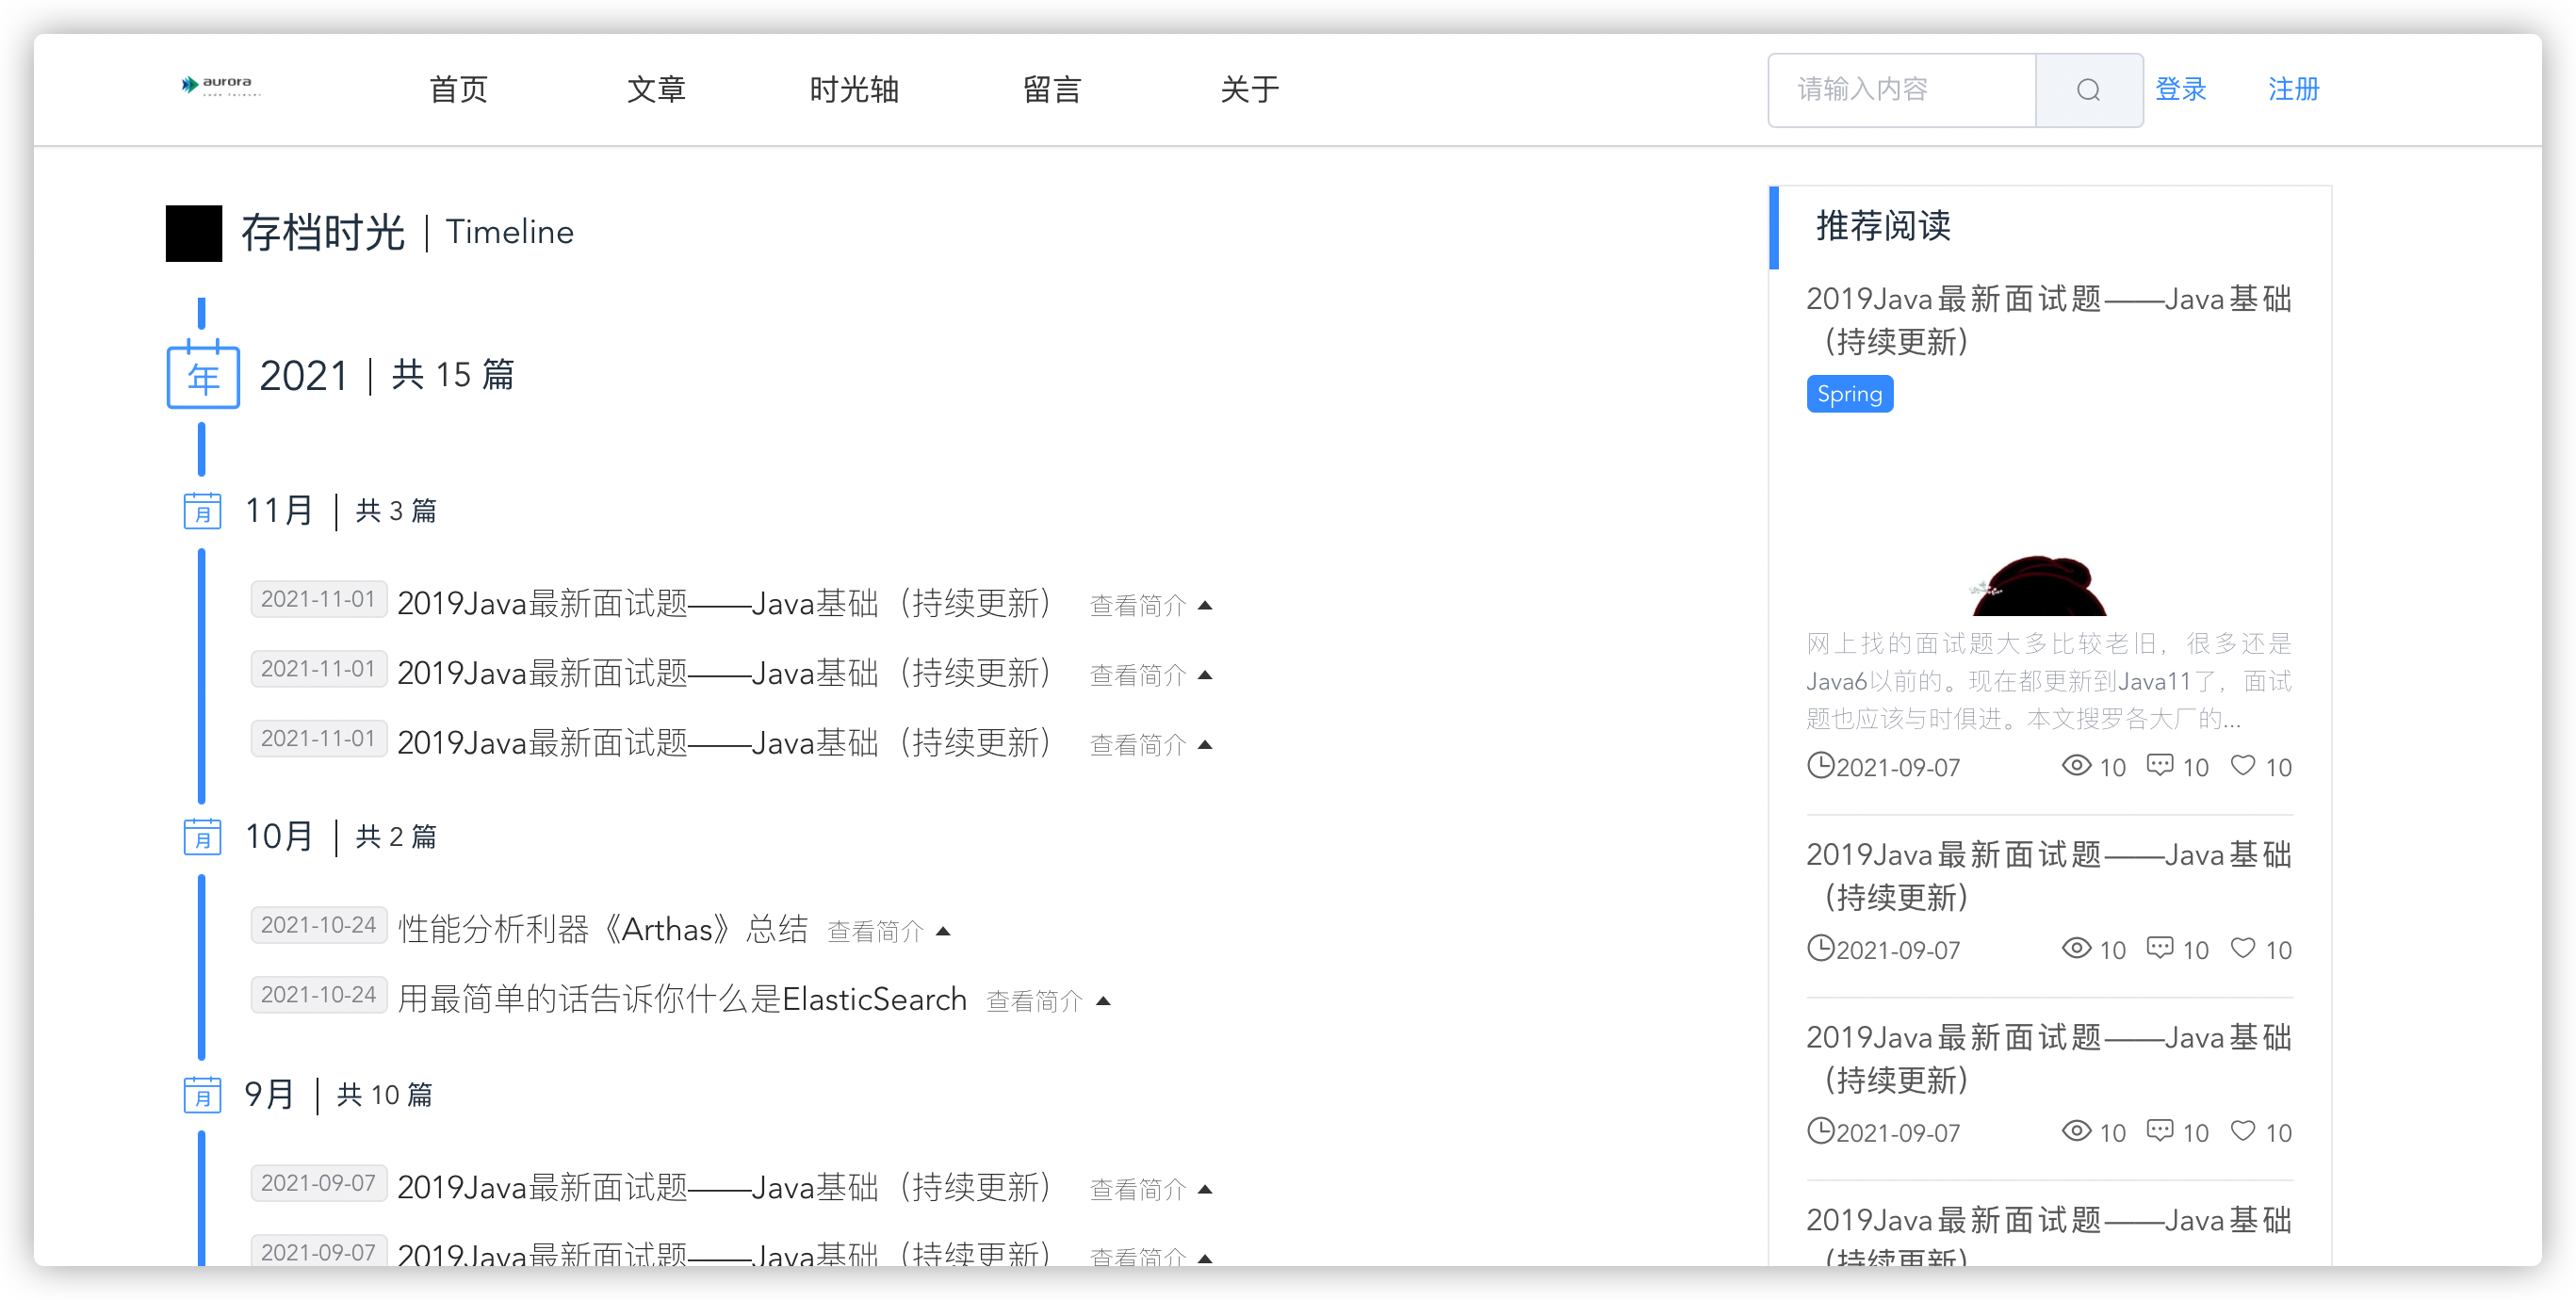 aurora
code forever
首页 文章 时光轴 留言 关于
请输入内容
登录 注册
存档时光 | Timeline
年 2021 | 共 15 篇
月 11月 | 共 3 篇
2021-11-01 2019Java最新面试题——Java基础（持续更新） 查看简介
2021-11-01 2019Java最新面试题——Java基础（持续更新） 查看简介
2021-11-01 2019Java最新面试题——Java基础（持续更新） 查看简介
月 10月 | 共 2 篇
2021-10-24 性能分析利器《Arthas》总结 查看简介
2021-10-24 用最简单的话告诉你什么是ElasticSearch 查看简介
月 9月 | 共 10 篇
2021-09-07 2019Java最新面试题——Java基础（持续更新） 查看简介
2021-09-07 2019Java最新面试题——Java基础（持续更新） 查看简介
推荐阅读
2019Java最新面试题——Java基础
（持续更新）
Spring
网上找的面试题大多比较老旧，很多还是
Java6以前的。现在都更新到Java11了，面试
题也应该与时俱进。本文搜罗各大厂的...
2021-09-07 10 10 10
2019Java最新面试题——Java基础
（持续更新）
2021-09-07 10 10 10
2019Java最新面试题——Java基础
（持续更新）
2021-09-07 10 10 10
2019Java最新面试题——Java基础
（持续更新）